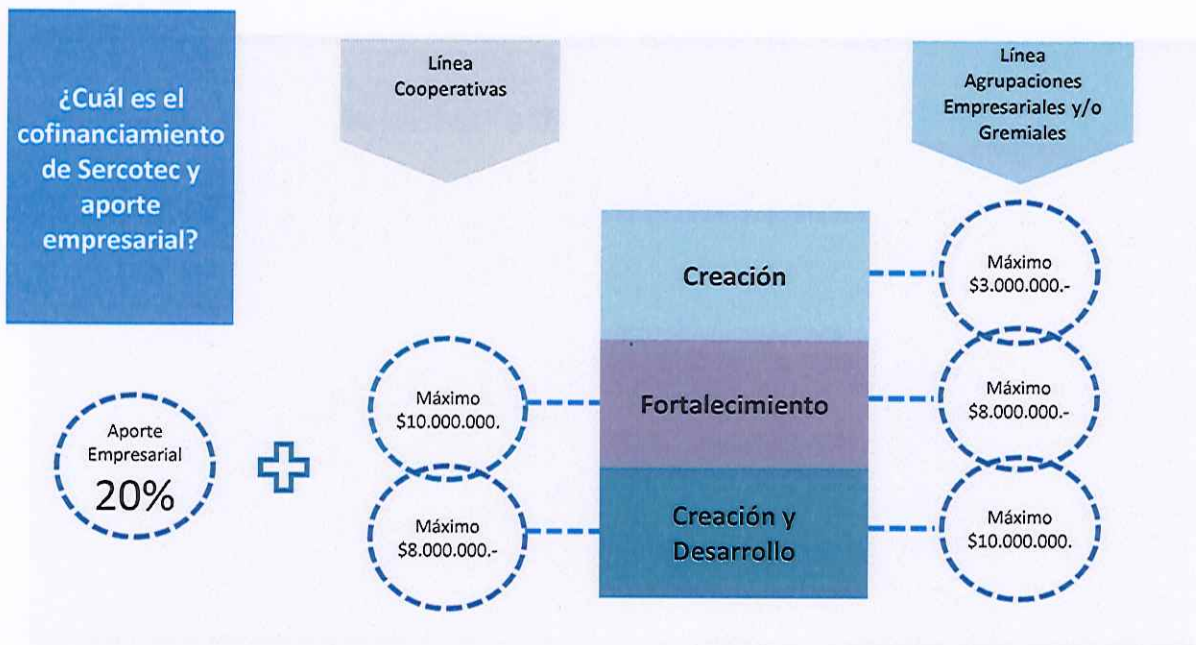 ¿Cuál es el
cofinanciamiento
de Sercotec y
aporte
empresarial?
Línea
Cooperativas
Línea
Agrupaciones
Empresariales y/o
Gremiales
Creación
Máximo
$3.000.000.-
Aporte
Empresarial
20%
Máximo
$10.000.000.
Fortalecimiento
Máximo
$8.000.000.-
Máximo
$8.000.000.-
Creación y
Desarrollo
Máximo
$10.000.000.